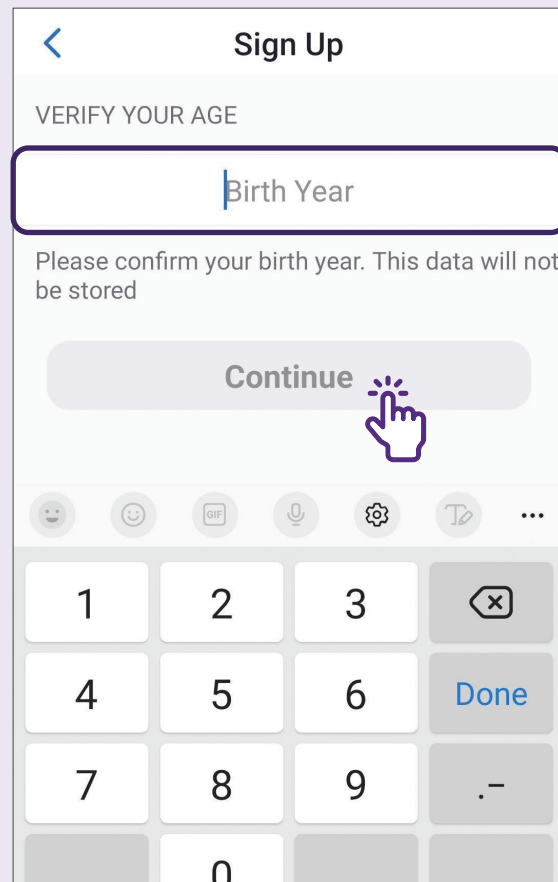 Sign Up
VERIFY YOUR AGE
Birth Year
Please confirm your birth year. This data will not
be stored
Continue
GIF
T
1 2 3
4 5 6 Done
7 8 9 .–
0